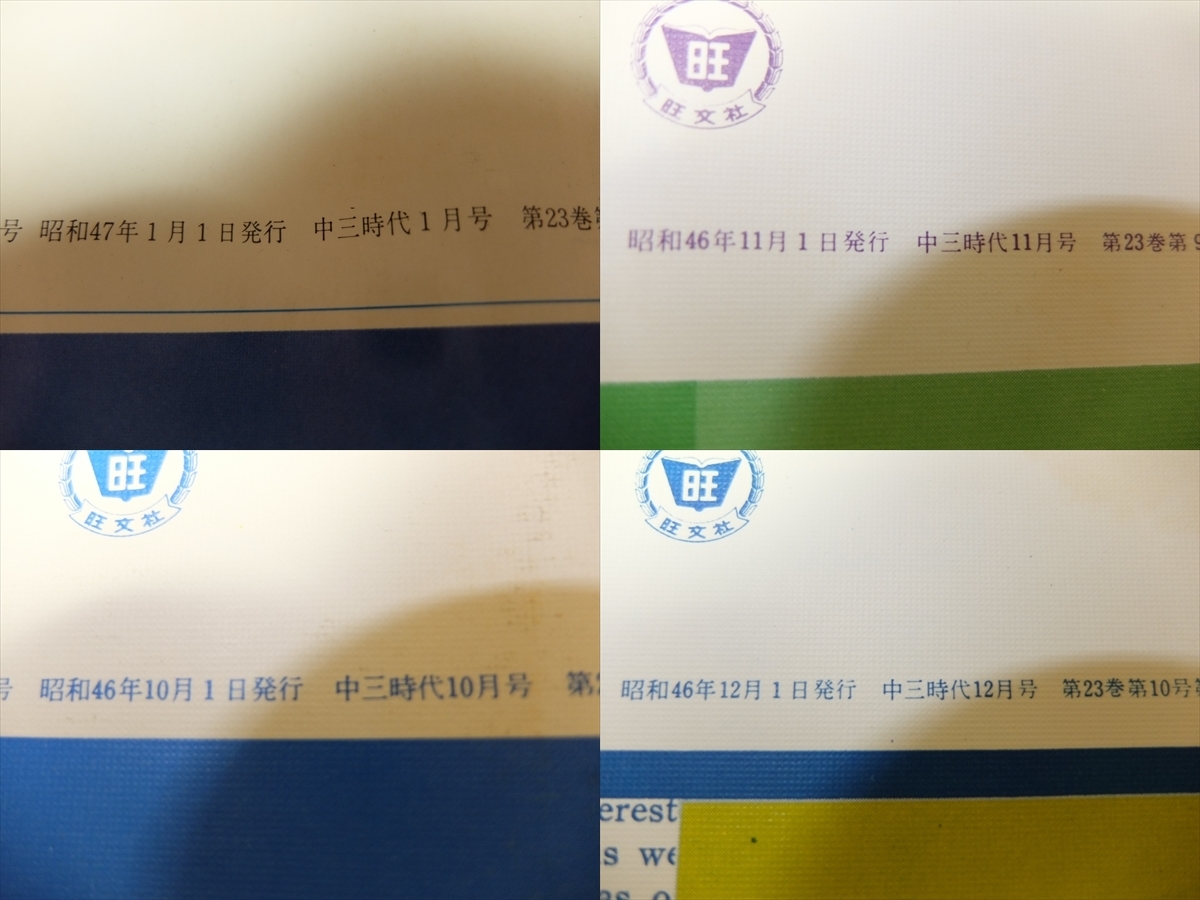 号 昭和47年1月1日発行 中三時代1月号 第23巻
旺
旺文社
昭和46年11月1日発行 中三時代11月号 第23巻第9
旺
旺文社
号 昭和46年10月1日発行 中三時代10月号 第
旺
旺文社
昭和46年12月1日発行 中三時代12月号 第23巻第10号
erest
s we
as o